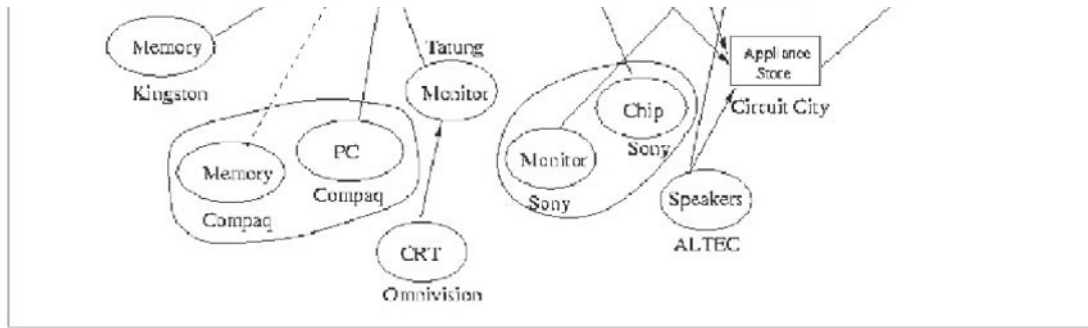 Memory
Kingston
Tatung
Monitor
Memory
Compaq
PC
Compaq
CRT
Omnivision
Monitor
Sony
Chip
Sony
Appliance
Store
Circuit City
Speakers
ALTEC